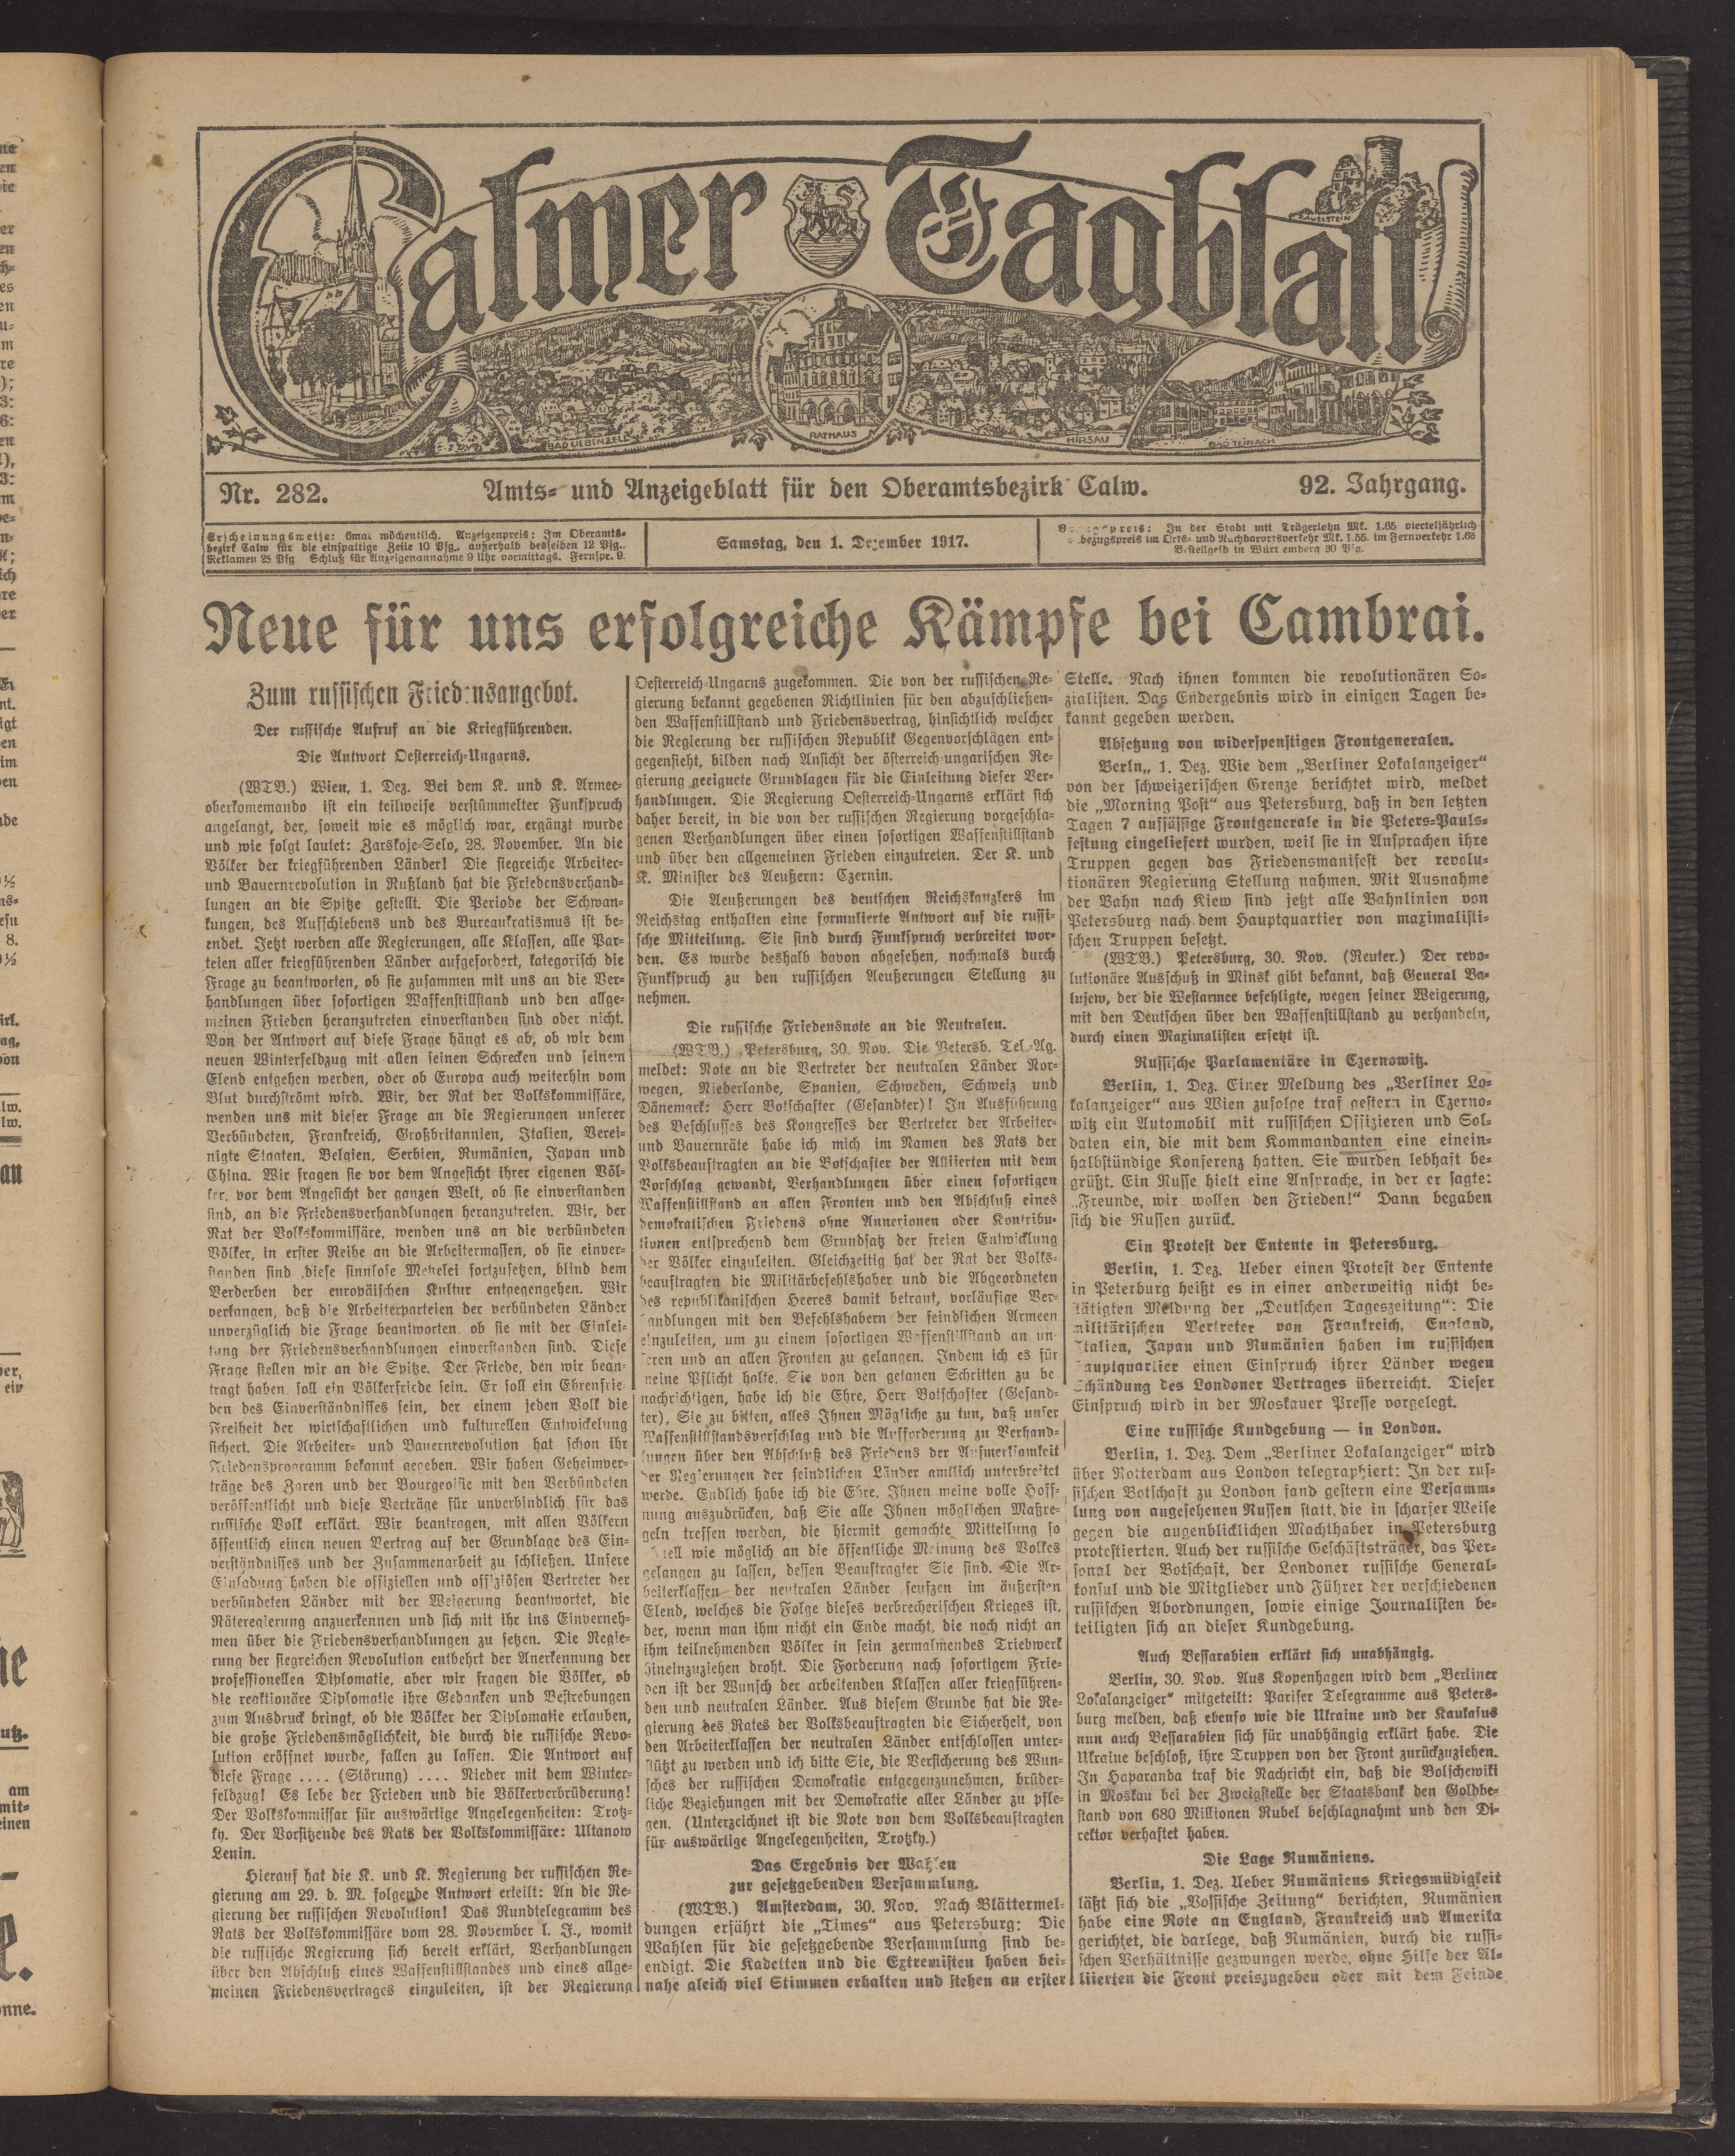 Calwer Tagblatt
ZAVELSTEIN
BAD LIEBENZELL
RATHAUS
HIRSAU
BAD TEINACH
Nr. 282.
Amts- und Anzeigeblatt für den Oberamtsbezirk Calw.
92. Jahrgang.
Erscheinungsweise: 6mal wöchentlich. Anzeigenpreis: Im Oberamts-
bezirk Calw für die einspaltige Zeile 10 Pfg., außerhalb desselben 12 Pfg.,
Reklamen 25 Pfg Schluß für Anzeigenannahme 9 Uhr vormittags. Fernspr. 9.
Samstag, den 1. Dezember 1917.
In der Stadt mit Trägerlohn Mk. 1.65 vierteljährlich
bezugspreis im Orts- und Nachbarortsverkehr Mk. 1.55, im Fernverkehr 1.65
Bestellgeld in Württemberg 30 Pfg.
Neue für uns erfolgreiche Kämpfe bei Cambrai.
Zum russischen Friedensangebot.
Der russische Aufruf an die Kriegführenden.
Die Antwort Oesterreich-Ungarns.
(WTB.) Wien, 1. Dez. Bei dem K. und K. Armee-
oberkomemando ist ein teilweise verstümmelter Funkspruch
angelangt, der, soweit wie es möglich war, ergänzt wurde
und wie folgt lautet: Zarskoje-Selo, 28. November. An die
Völker der kriegführenden Länder! Die siegreiche Arbeiter-
und Bauernrevolution in Rußland hat die Friedensverhand-
lungen an die Spitze gestellt. Die Periode der Schwan-
kungen, des Aufschiebens und des Bureaukratismus ist be-
endet. Jetzt werden alle Regierungen, alle Klassen, alle Par-
teien aller kriegführenden Länder aufgefordert, kategorisch die
Frage zu beantworten, ob sie zusammen mit uns an die Ver-
handlungen über sofortigen Waffenstillstand und den allge-
meinen Frieden heranzutreten einverstanden sind oder nicht.
Von der Antwort auf diese Frage hängt es ab, ob wir dem
neuen Winterfeldzug mit allen seinen Schrecken und seinem
Elend entgehen werden, oder ob Europa auch weiterhin vom
Blut durchströmt wird. Wir, der Rat der Volkskommissäre,
wenden uns mit dieser Frage an die Regierungen unserer
Verbündeten, Frankreich, Großbritannien, Italien, Verei-
nigte Staaten, Belgien, Serbien, Rumänien, Japan und
China. Wir fragen sie vor dem Angesicht ihrer eigenen Völ-
ker, vor dem Angesicht der ganzen Welt, ob sie einverstanden
sind, an die Friedensverhandlungen heranzutreten. Wir, der
Rat der Volkskommissäre, wenden uns an die verbündeten
Völker, in erster Reihe an die Arbeitermassen, ob sie einver-
standen sind ,diese sinnlose Metzelei fortzusetzen, blind dem
Verderben der europäischen Kultur entgegengehen. Wir
verlangen, daß die Arbeiterparteien der verbündeten Länder
unverzüglich die Frage beantworten, ob sie mit der Einlei-
tung der Friedensverhandlungen einverstanden sind. Diese
Frage stellen wir an die Spitze. Der Friede, den wir bean-
tragt haben, soll ein Völkerfriede sein. Er soll ein Ehrenfrie-
den des Einverständnisses sein, der einem jeden Volk die
Freiheit der wirtschaftlichen und kulturellen Entwickelung
sichert. Die Arbeiter- und Bauernrevolution hat schon ihr
Friedensprogramm bekannt gegeben. Wir haben Geheimver-
träge des Zaren und der Bourgeoisie mit den Verbündeten
veröffentlicht und diese Verträge für unverbindlich für das
russische Volk erklärt. Wir beantragen, mit allen Völkern
öffentlich einen neuen Vertrag auf der Grundlage des Ein-
verständnisses und der Zusammenarbeit zu schließen. Unsere
Einladung haben die offiziellen und offiziösen Vertreter der
verbündeten Länder mit der Weigerung beantwortet, die
Räteregierung anzuerkennen und sich mit ihr ins Einverneh-
men über die Friedensverhandlungen zu setzen. Die Regie-
rung der siegreichen Revolution entbehrt der Anerkennung der
professionellen Diplomatie, aber wir fragen die Völker, ob
die reaktionäre Diplomatie ihre Gedanken und Bestrebungen
zum Ausdruck bringt, ob die Völker der Diplomatie erlauben,
die große Friedensmöglichkeit, die durch die russische Revo-
lution eröffnet wurde, fallen zu lassen. Die Antwort auf
diese Frage .... (Störung) .... Nieder mit dem Winter-
feldzug! Es lebe der Frieden und die Völkerverbrüderung!
Der Volkskommissar für auswärtige Angelegenheiten: Trotz-
ky. Der Vorsitzende des Rats der Volkskommissäre: Ultanow
Lenin.
Hierauf hat die K. und K. Regierung der russischen Re-
gierung am 29. d. M. folgende Antwort erteilt: An die Re-
gierung der russischen Revolution! Das Rundtelegramm des
Rats der Volkskommissäre vom 28. November l. J., womit
die russische Regierung sich bereit erklärt, Verhandlungen
über den Abschluß eines Waffenstillstandes und eines allge-
meinen Friedensvertrages einzuleiten, ist der Regierung
Oesterreich-Ungarns zugekommen. Die von der russischen Re-
gierung bekannt gegebenen Richtlinien für den abzuschließen-
den Waffenstillstand und Friedensvertrag, hinsichtlich welcher
die Regierung der russischen Republik Gegenvorschlägen ent-
gegensieht, bilden nach Ansicht der österreich-ungarischen Re-
gierung geeignete Grundlagen für die Einleitung dieser Ver-
handlungen. Die Regierung Oesterreich-Ungarns erklärt sich
daher bereit, in die von der russischen Regierung vorgeschla-
genen Verhandlungen über einen sofortigen Waffenstillstand
und über den allgemeinen Frieden einzutreten. Der K. und
K. Minister des Aeußern: Czernin.
Die Aeußerungen des deutschen Reichskanzlers im
Reichstag enthalten eine formulierte Antwort auf die russi-
sche Mitteilung. Sie sind durch Funkspruch verbreitet wor-
den. Es wurde deshalb davon abgesehen, nochmals durch
Funkspruch zu den russischen Aeußerungen Stellung zu
nehmen.
Die russische Friedensnote an die Neutralen.
(WTB.) Petersburg, 30. Nov. Die Petersb. Tel.-Ag.
meldet: Note an die Vertreter der neutralen Länder Nor-
wegen, Niederlande, Spanien, Schweden, Schweiz und
Dänemark: Herr Botschafter (Gesandter)! In Ausführung
des Beschlusses des Kongresses der Vertreter der Arbeiter-
und Bauernräte habe ich mich im Namen des Rats der
Volksbeauftragten an die Botschafter der Alliierten mit dem
Vorschlag gewandt, Verhandlungen über einen sofortigen
Waffenstillstand an allen Fronten und den Abschluß eines
demokratischen Friedens ohne Annexionen oder Kontribu-
tionen entsprechend dem Grundsatz der freien Entwicklung
der Völker einzuleiten. Gleichzeitig hat der Rat der Volks-
beauftragten die Militärbefehlshaber und die Abgeordneten
des republikanischen Heeres damit betraut, vorläufige Ver-
handlungen mit den Befehlshabern der feindlichen Armeen
einzuleiten, um zu einem sofortigen Waffenstillstand an un-
seren und an allen Fronten zu gelangen. Indem ich es für
meine Pflicht halte, Sie von den getanen Schritten zu be
nachrichtigen, habe ich die Ehre, Herr Botschafter (Gesand-
ter), Sie zu bitten, alles Ihnen Mögliche zu tun, daß unser
Waffenstillstandsvorschlag und die Aufforderung zu Verhand-
lungen über den Abschluß des Friedens der Aufmerksamkeit
der Regierungen der feindlichen Länder amtlich unterbreitet
werde. Endlich habe ich die Ehre, Ihnen meine volle Hoff-
nung auszudrücken, daß Sie alle Ihnen möglichen Maßre-
geln treffen werden, die hiermit gemachte Mitteilung so
schnell wie möglich an die öffentliche Meinung des Volkes
gelangen zu lassen, dessen Beauftragter Sie sind. Die Ar-
beiterklassen der neutralen Länder seufzen im äußersten
Elend, welches die Folge dieses verbrecherischen Krieges ist,
der, wenn man ihm nicht ein Ende macht, die noch nicht an
ihm teilnehmenden Völker in sein zermalmendes Triebwerk
hineinzuziehen droht. Die Forderung nach sofortigem Frie-
den ist der Wunsch der arbeitenden Klassen aller kriegführen-
den und neutralen Länder. Aus diesem Grunde hat die Re-
gierung des Rates der Volksbeauftragten die Sicherheit, von
den Arbeiterklassen der neutralen Länder entschlossen unter-
stützt zu werden und ich bitte Sie, die Versicherung des Wun-
sches der russischen Demokratie entgegenzunehmen, brüder-
liche Beziehungen mit der Demokratie aller Länder zu pfle-
gen. (Unterzeichnet ist die Note von dem Volksbeauftragten
für auswärtige Angelegenheiten, Trotzky.)
Das Ergebnis der Wahlen
zur gesetzgebenden Versammlung.
(WTB.) Amsterdam, 30. Nov. Nach Blättermel-
dungen erfährt die „Times" aus Petersburg: Die
Wahlen für die gesetzgebende Versammlung sind be-
endigt. Die Kadetten und die Extremisten haben bei-
nahe gleich viel Stimmen erhalten und stehen an erster
Stelle. Nach ihnen kommen die revolutionären So-
zialisten. Das Endergebnis wird in einigen Tagen be-
kannt gegeben werden.
Absetzung von widerspenstigen Frontgeneralen.
Berln,, 1. Dez. Wie dem „Berliner Lokalanzeiger"
von der schweizerischen Grenze berichtet wird, meldet
die „Morning Post" aus Petersburg, daß in den letzten
Tagen 7 aufsässige Frontgenerale in die Peters-Pauls-
festung eingeliefert wurden, weil sie in Ansprachen ihre
Truppen gegen das Friedensmanifest der revolu-
tionären Regierung Stellung nahmen. Mit Ausnahme
der Bahn nach Kiew sind jetzt alle Bahnlinien von
Petersburg nach dem Hauptquartier von maximalisti-
schen Truppen besetzt.
(WTB.) Petersburg, 30. Nov. (Reuter.) Der revo-
lutionäre Ausschuß in Minsk gibt bekannt, daß General Ba-
lujew, der die Westarmee befehligte, wegen seiner Weigerung,
mit den Deutschen über den Waffenstillstand zu verhandeln,
durch einen Maximalisten ersetzt ist.
Russische Parlamentäre in Czernowitz.
Berlin, 1. Dez. Einer Meldung des „Berliner Lo-
kalanzeiger" aus Wien zufolge traf gestern in Czerno-
witz ein Automobil mit russischen Offizieren und Sol-
daten ein, die mit dem Kommandanten eine einein-
halbstündige Konferenz hatten. Sie wurden lebhaft be-
grüßt. Ein Russe hielt eine Ansprache, in der er sagte:
„Freunde, wir wollen den Frieden!" Dann begaben
sich die Russen zurück.
Ein Protest der Entente in Petersburg.
Berlin, 1. Dez. Ueber einen Protest der Entente
in Peterburg heißt es in einer anderweitig nicht be-
stätigten Meldung der „Deutschen Tageszeitung": Die
militärischen Vertreter von Frankreich, England,
Italien, Japan und Rumänien haben im russischen
Hauptquartier einen Einspruch ihrer Länder wegen
Schändung des Londoner Vertrages überreicht. Dieser
Einspruch wird in der Moskauer Presse vorgelegt.
Eine russische Kundgebung — in London.
Berlin, 1. Dez. Dem „Berliner Lokalanzeiger" wird
über Rotterdam aus London telegraphiert: In der rus-
sischen Botschaft zu London fand gestern eine Versamm-
lung von angesehenen Russen statt, die in scharfer Weise
gegen die augenblicklichen Machthaber in Petersburg
protestierten. Auch der russische Geschäftsträger, das Per-
sonal der Botschaft, der Londoner russische General-
konsul und die Mitglieder und Führer der verschiedenen
russischen Abordnungen, sowie einige Journalisten be-
teiligten sich an dieser Kundgebung.
Auch Bessarabien erklärt sich unabhängig.
Berlin, 30. Nov. Aus Kopenhagen wird dem „Berliner
Lokalanzeiger" mitgeteilt: Pariser Telegramme aus Peters-
burg melden, daß ebenso wie die Ukraine und der Kaukasus
nun auch Bessarabien sich für unabhängig erklärt habe. Die
Ukraine beschloß, ihre Truppen von der Front zurückzuziehen.
In Haparanda traf die Nachricht ein, daß die Bolschewiki
in Moskau bei der Zweigstelle der Staatsbank den Goldbe-
stand von 680 Millionen Rubel beschlagnahmt und den Di-
rektor verhaftet haben.
Die Lage Rumäniens.
Berlin, 1. Dez. Ueber Rumäniens Kriegsmüdigkeit
läßt sich die „Vossische Zeitung" berichten, Rumänien
habe eine Note an England, Frankreich und Amerika
gerichtet, die darlege, daß Rumänien, durch die russi-
schen Verhältnisse gezwungen werde, ohne Hilfe der Al-
liierten die Front preiszugeben oder mit dem Feinde